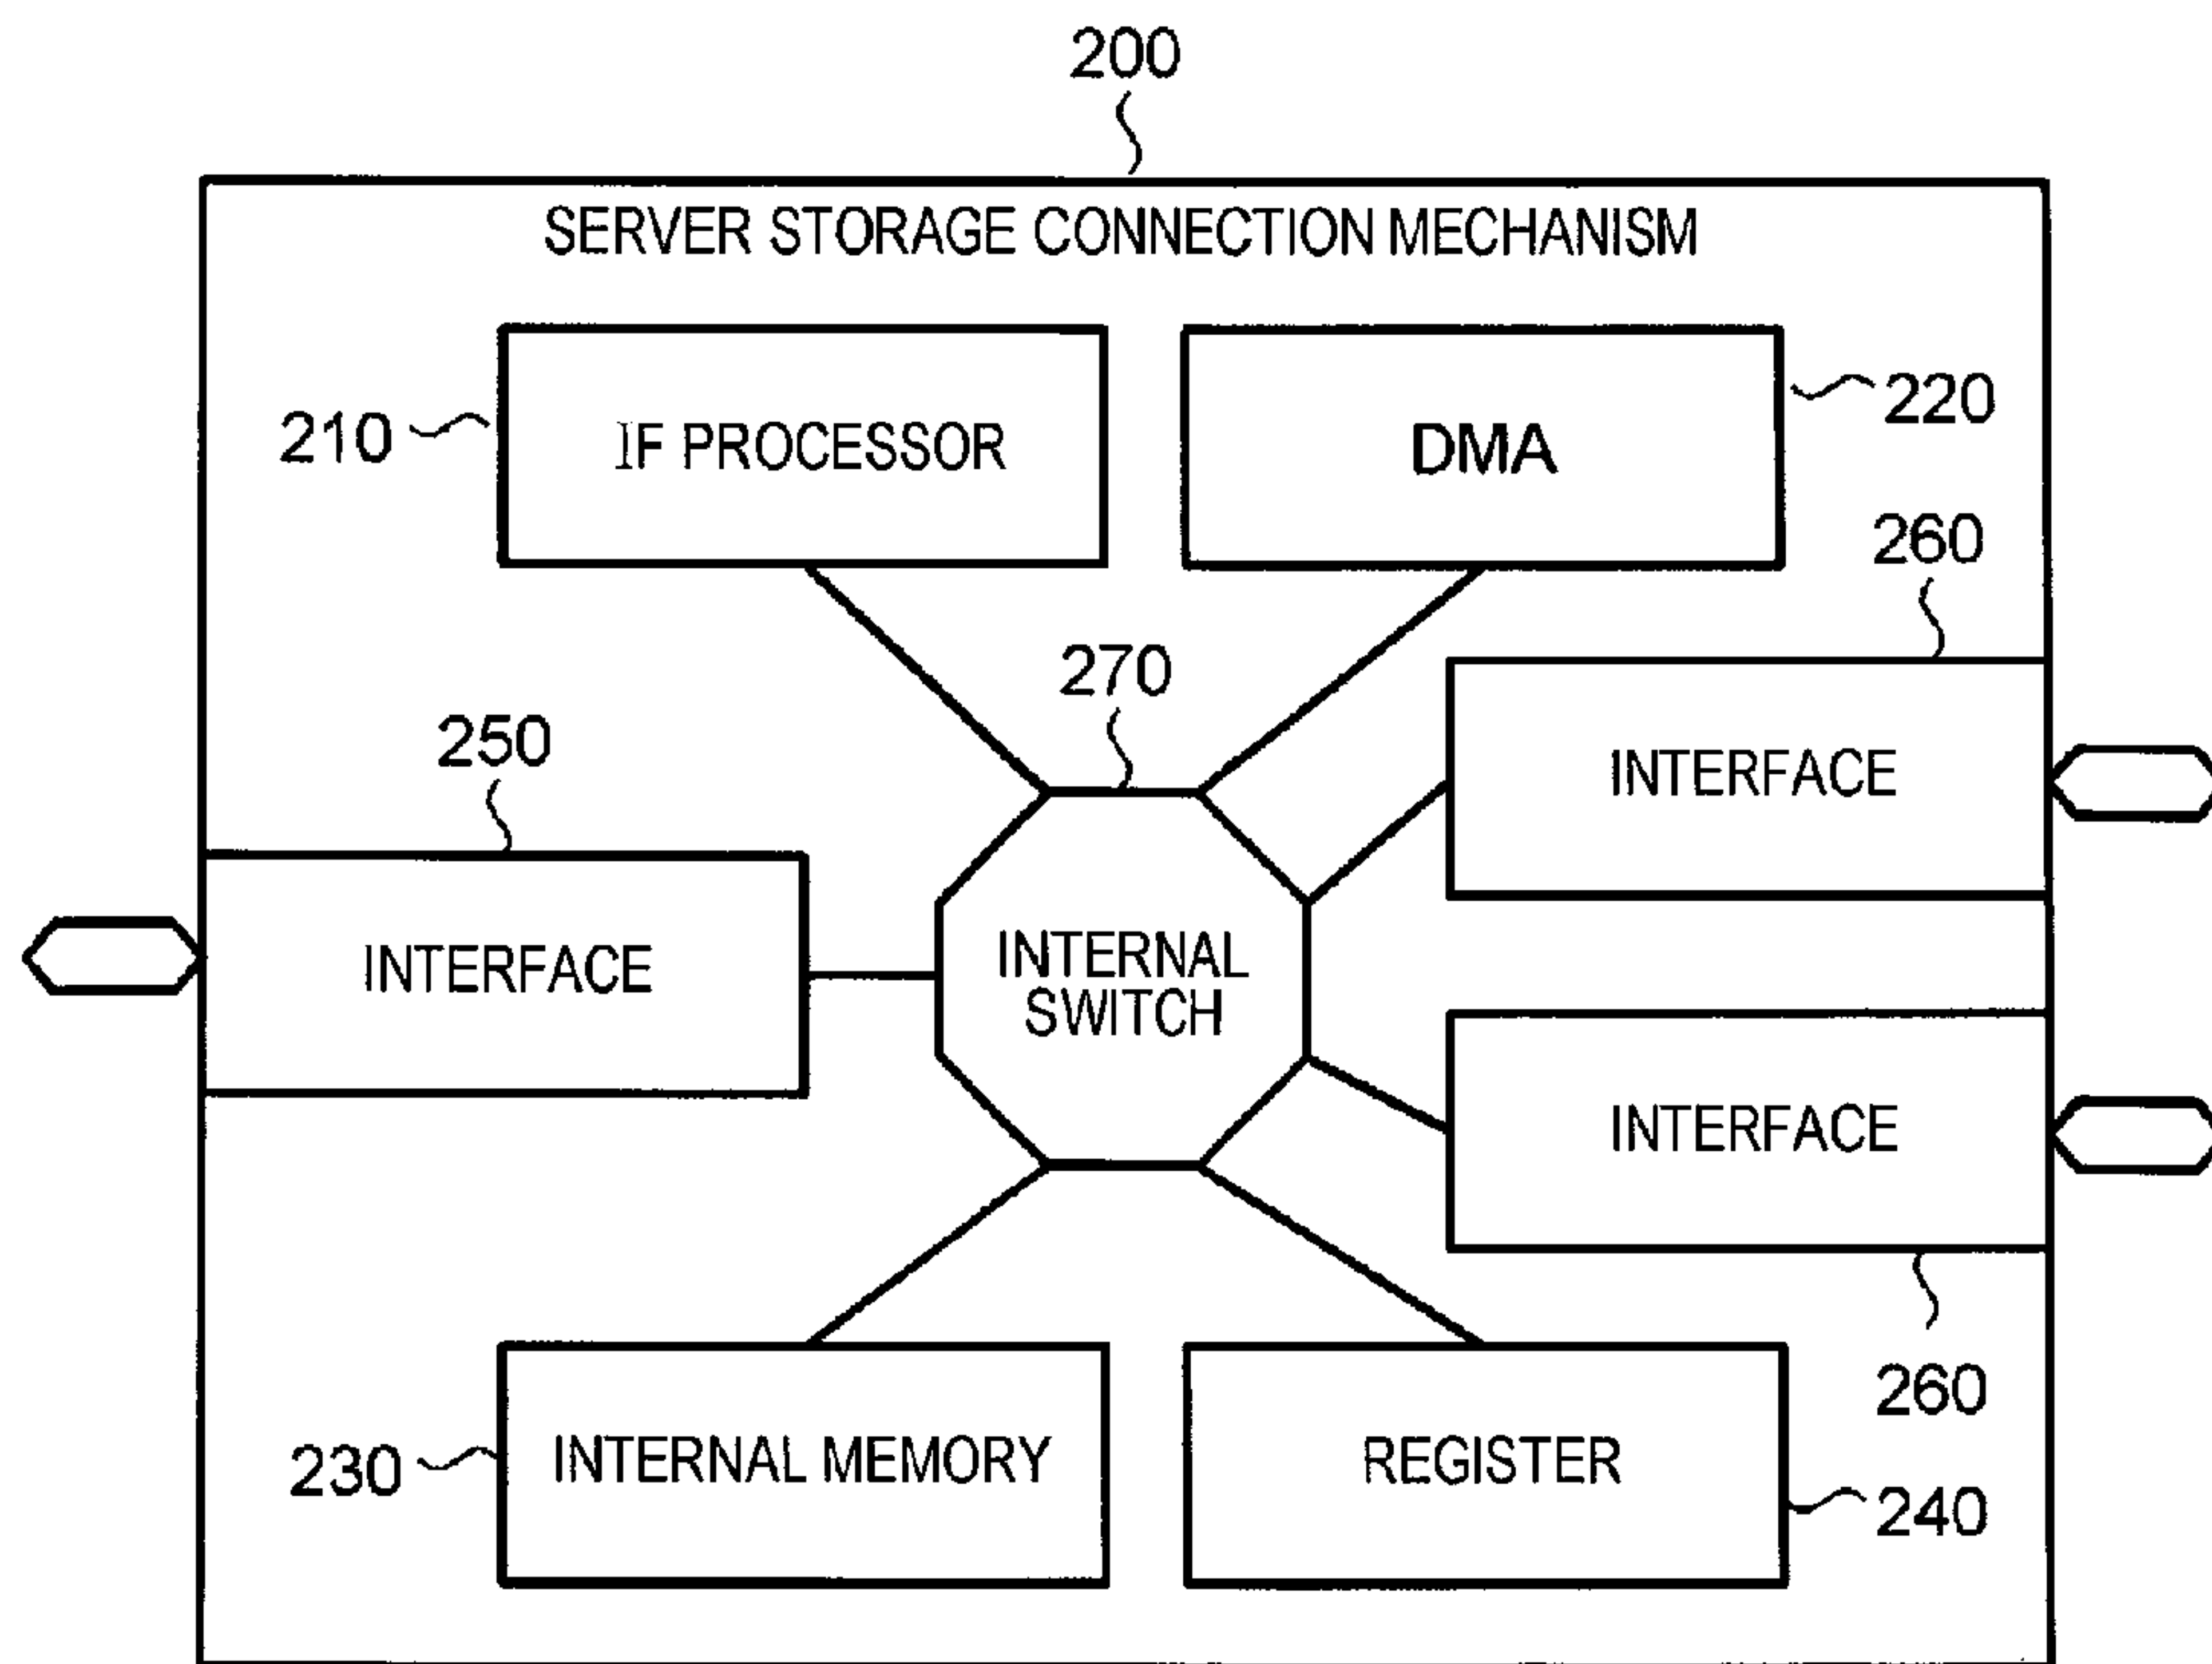 200
SERVER STORAGE CONNECTION MECHANISM
210
IF PROCESSOR
DMA
220
260
270
250
INTERFACE
INTERFACE
INTERNAL
SWITCH
INTERFACE
260
230
INTERNAL MEMORY
REGISTER
240